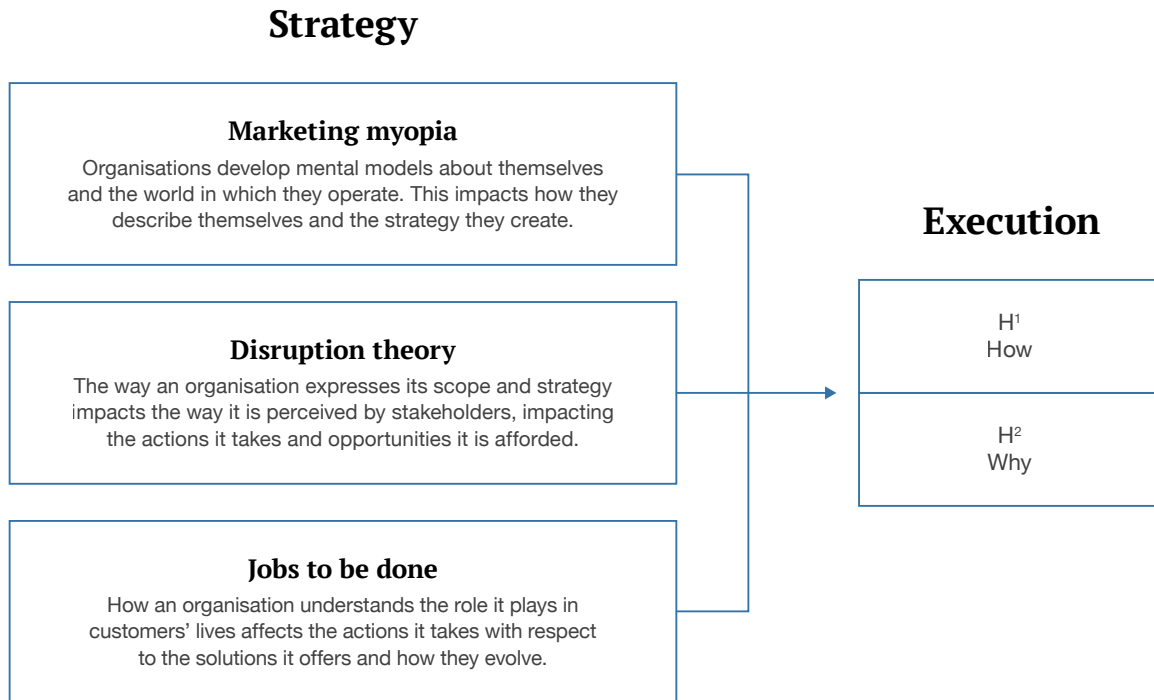 Strategy
Marketing myopia
Organisations develop mental models about themselves
and the world in which they operate. This impacts how they
describe themselves and the strategy they create.
Disruption theory
The way an organisation expresses its scope and strategy
impacts the way it is perceived by stakeholders, impacting
the actions it takes and opportunities it is afforded.
Jobs to be done
How an organisation understands the role it plays in
customers’ lives affects the actions it takes with respect
to the solutions it offers and how they evolve.
Execution
H¹
How
H²
Why